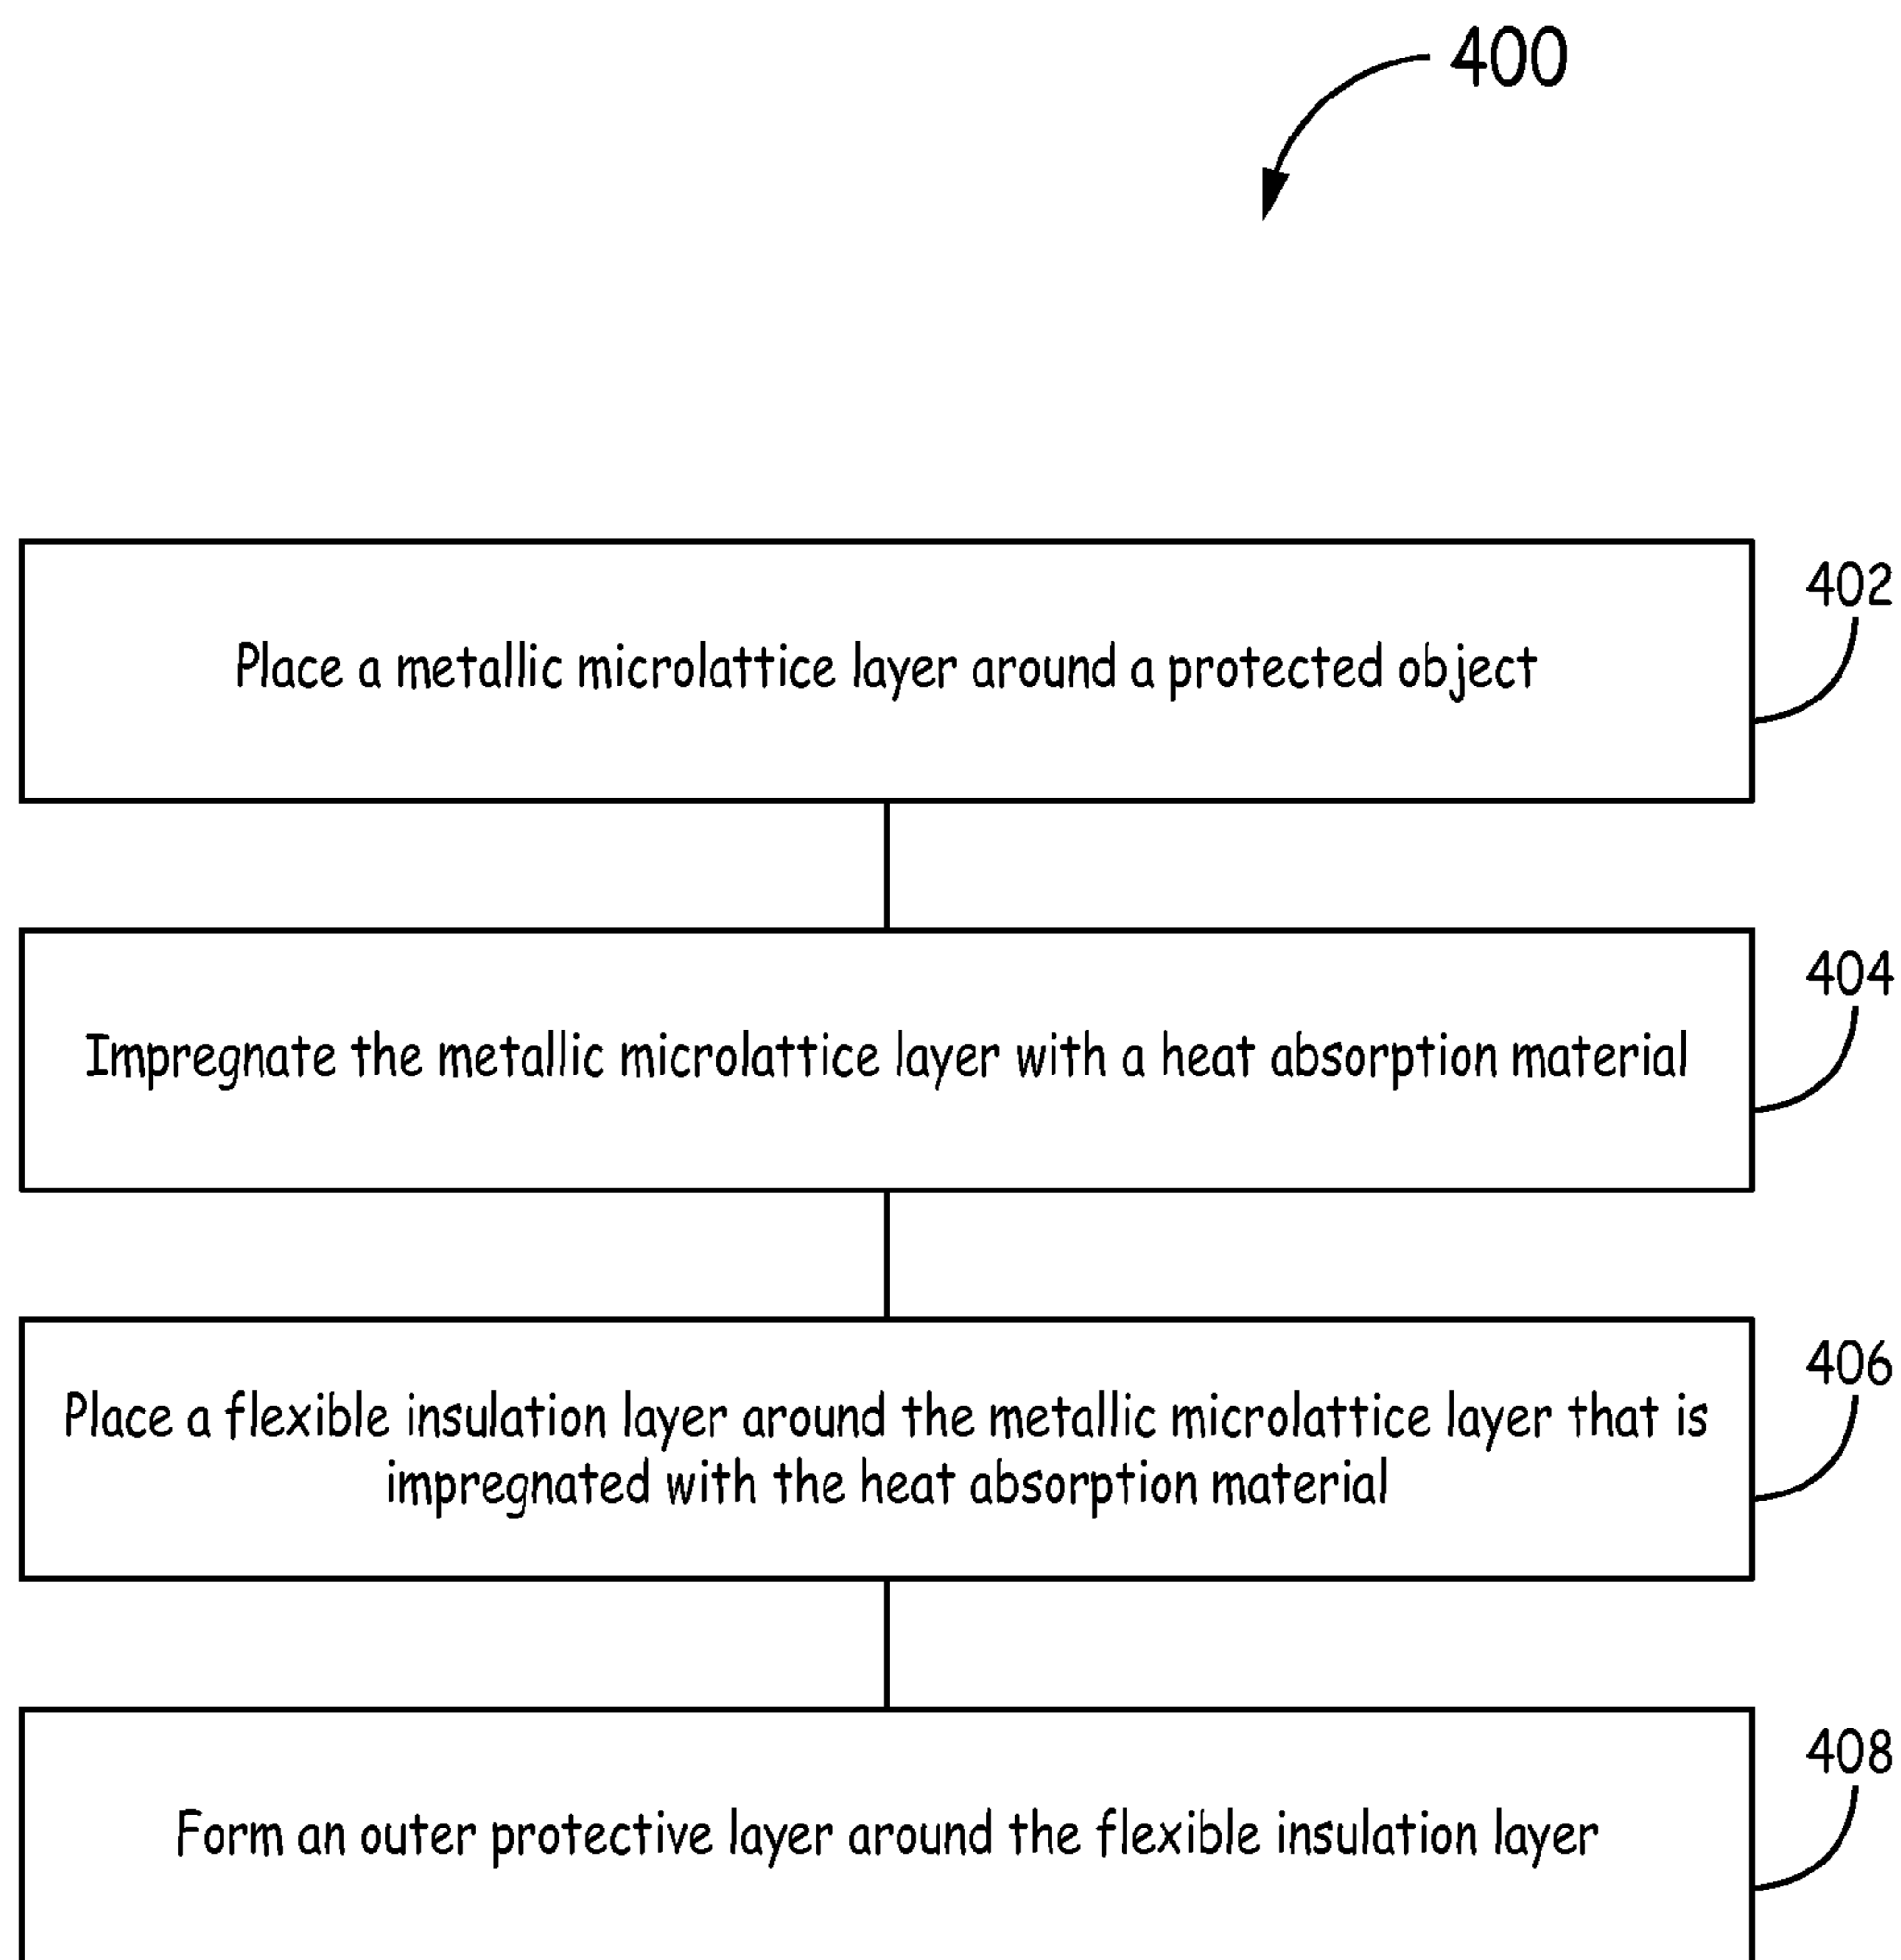 400
402
Place a metallic microlattice layer around a protected object
404
Impregnate the metallic microlattice layer with a heat absorption material
406
Place a flexible insulation layer around the metallic microlattice layer that is
impregnated with the heat absorption material
408
Form an outer protective layer around the flexible insulation layer